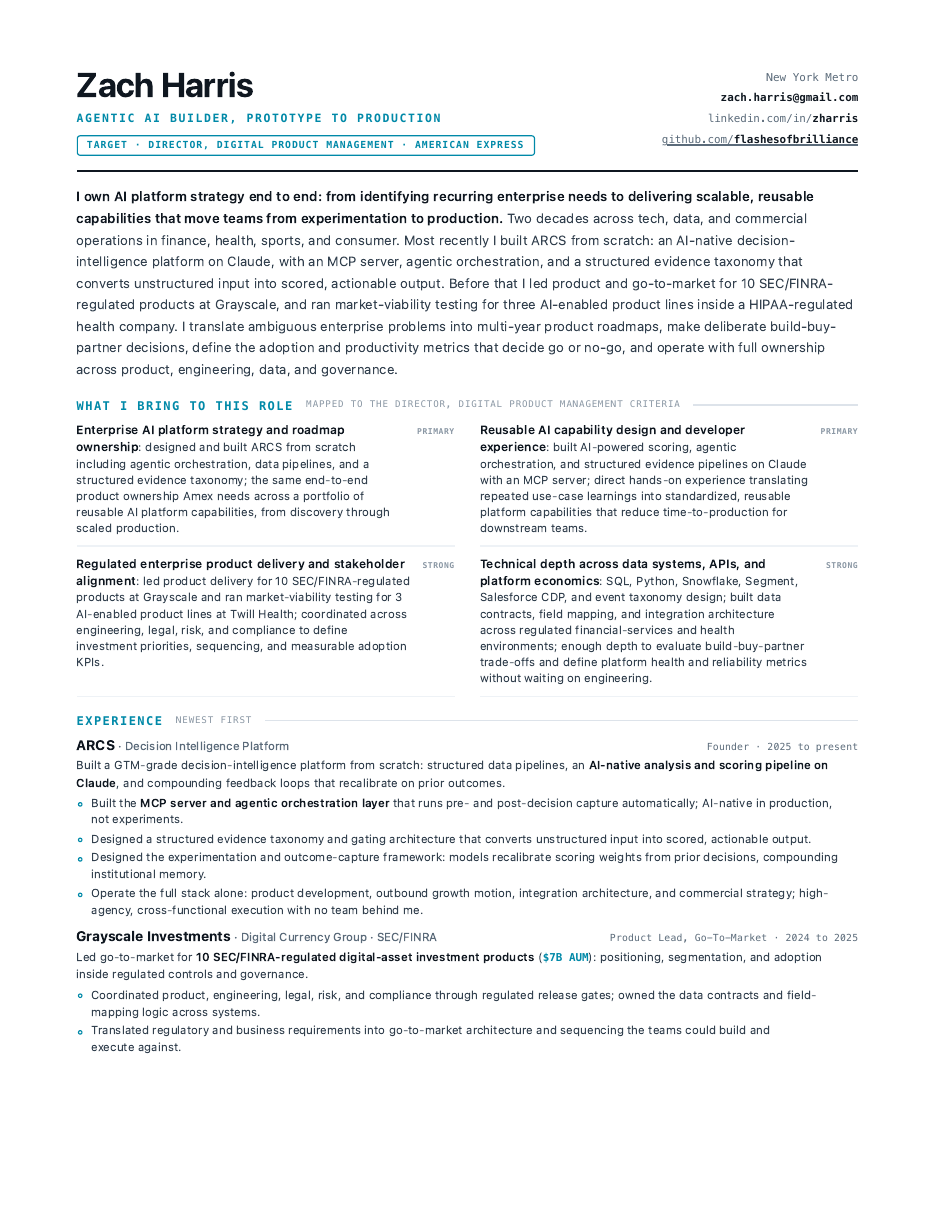 Zach Harris
AGENTIC AI BUILDER, PROTOTYPE TO PRODUCTION
TARGET · DIRECTOR, DIGITAL PRODUCT MANAGEMENT · AMERICAN EXPRESS
New York Metro
zach.harris@gmail.com
linkedin.com/in/zharris
github.com/flashesofbrilliance
I own AI platform strategy end to end: from identifying recurring enterprise needs to delivering scalable, reusable
capabilities that move teams from experimentation to production. Two decades across tech, data, and commercial
operations in finance, health, sports, and consumer. Most recently I built ARCS from scratch: an AI-native decision-
intelligence platform on Claude, with an MCP server, agentic orchestration, and a structured evidence taxonomy that
converts unstructured input into scored, actionable output. Before that I led product and go-to-market for 10 SEC/FINRA-
regulated products at Grayscale, and ran market-viability testing for three AI-enabled product lines inside a HIPAA-regulated
health company. I translate ambiguous enterprise problems into multi-year product roadmaps, make deliberate build-buy-
partner decisions, define the adoption and productivity metrics that decide go or no-go, and operate with full ownership
across product, engineering, data, and governance.
WHAT I BRING TO THIS ROLE MAPPED TO THE DIRECTOR, DIGITAL PRODUCT MANAGEMENT CRITERIA
Enterprise AI platform strategy and roadmap PRIMARY
ownership: designed and built ARCS from scratch
including agentic orchestration, data pipelines, and a
structured evidence taxonomy; the same end-to-end
product ownership Amex needs across a portfolio of
reusable AI platform capabilities, from discovery through
scaled production.
Reusable AI capability design and developer PRIMARY
experience: built AI-powered scoring, agentic
orchestration, and structured evidence pipelines on Claude
with an MCP server; direct hands-on experience translating
repeated use-case learnings into standardized, reusable
platform capabilities that reduce time-to-production for
downstream teams.
Regulated enterprise product delivery and stakeholder STRONG
alignment: led product delivery for 10 SEC/FINRA-regulated
products at Grayscale and ran market-viability testing for 3
AI-enabled product lines at Twill Health; coordinated across
engineering, legal, risk, and compliance to define
investment priorities, sequencing, and measurable adoption
KPIs.
Technical depth across data systems, APIs, and STRONG
platform economics: SQL, Python, Snowflake, Segment,
Salesforce CDP, and event taxonomy design; built data
contracts, field mapping, and integration architecture
across regulated financial-services and health
environments; enough depth to evaluate build-buy-partner
trade-offs and define platform health and reliability metrics
without waiting on engineering.
EXPERIENCE NEWEST FIRST
ARCS · Decision Intelligence Platform Founder · 2025 to present
Built a GTM-grade decision-intelligence platform from scratch: structured data pipelines, an AI-native analysis and scoring pipeline on
Claude, and compounding feedback loops that recalibrate on prior outcomes.
Built the MCP server and agentic orchestration layer that runs pre- and post-decision capture automatically; AI-native in production,
not experiments.
Designed a structured evidence taxonomy and gating architecture that converts unstructured input into scored, actionable output.
Designed the experimentation and outcome-capture framework: models recalibrate scoring weights from prior decisions, compounding
institutional memory.
Operate the full stack alone: product development, outbound growth motion, integration architecture, and commercial strategy; high-
agency, cross-functional execution with no team behind me.
Grayscale Investments · Digital Currency Group · SEC/FINRA Product Lead, Go-To-Market · 2024 to 2025
Led go-to-market for 10 SEC/FINRA-regulated digital-asset investment products ($7B AUM): positioning, segmentation, and adoption
inside regulated controls and governance.
Coordinated product, engineering, legal, risk, and compliance through regulated release gates; owned the data contracts and field-
mapping logic across systems.
Translated regulatory and business requirements into go-to-market architecture and sequencing the teams could build and
execute against.